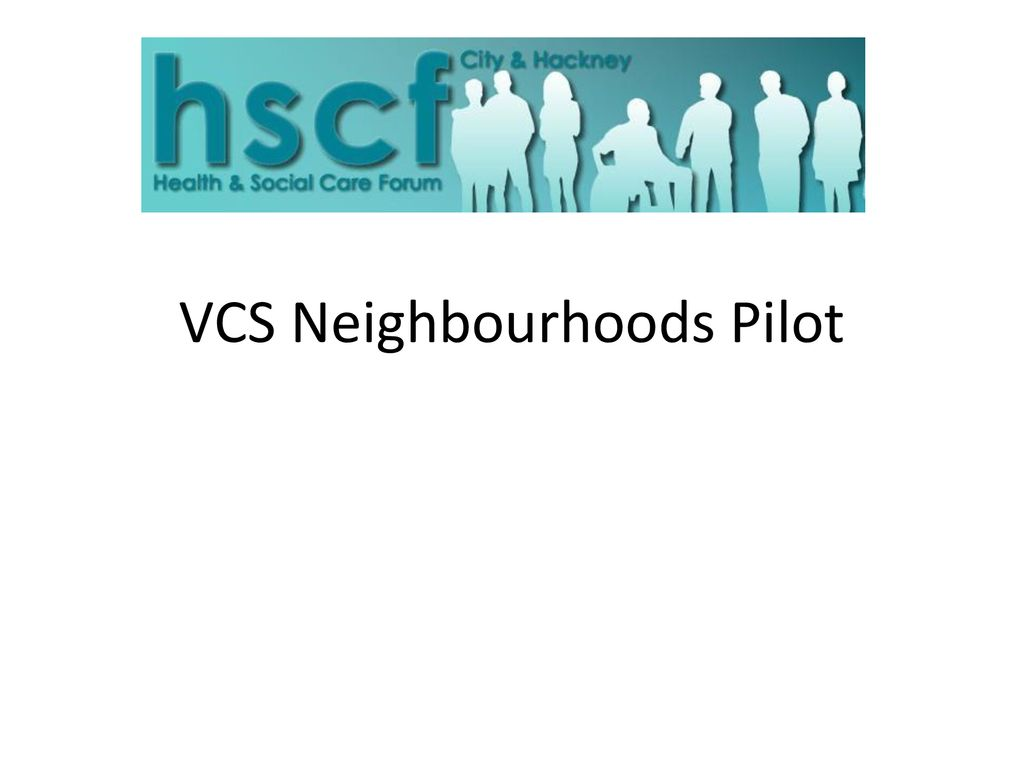 City & Hackney
hscf
Health & Social Care Forum
VCS Neighbourhoods Pilot